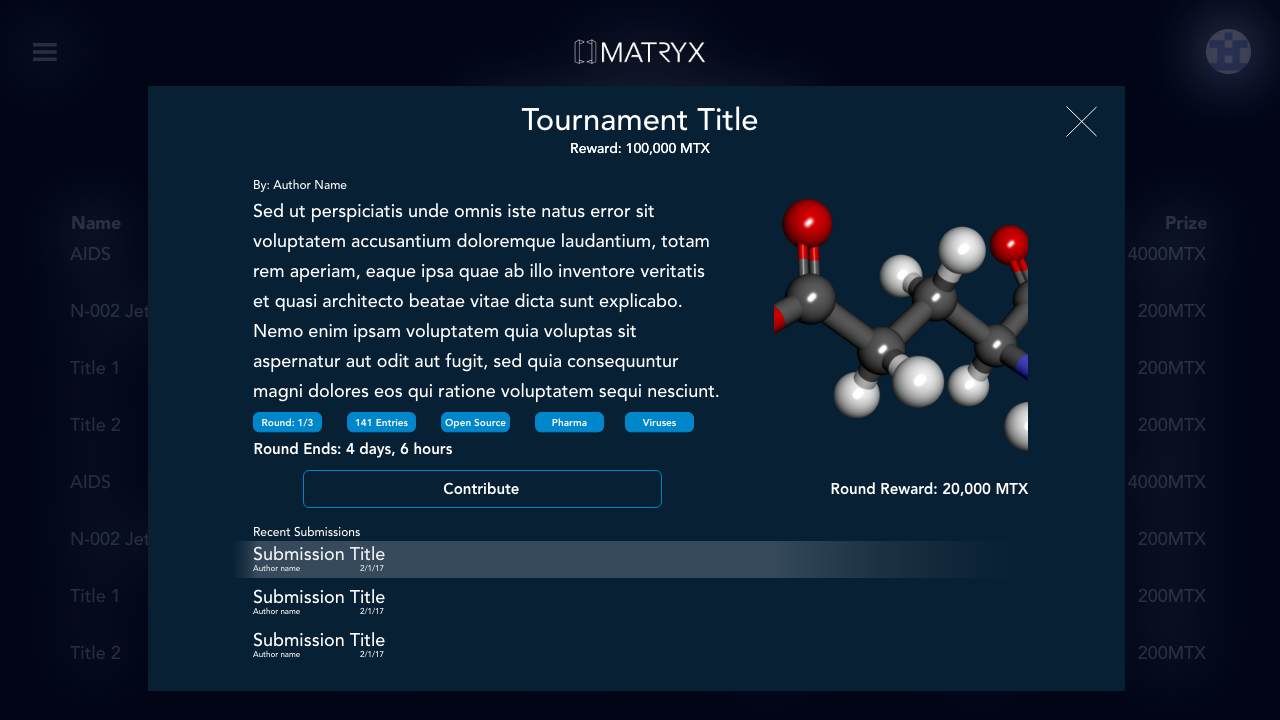 MATRYX
Tournament Title
Reward: 100,000 MTX
By: Author Name
Sed ut perspiciatis unde omnis iste natus error sit
voluptatem accusantium doloremque laudantium, totam
rem aperiam, eaque ipsa quae ab illo inventore veritatis
et quasi architecto beatae vitae dicta sunt explicabo.
Nemo enim ipsam voluptatem quia voluptas sit
aspernatur aut odit aut fugit, sed quia consequuntur
magni dolores eos qui ratione voluptatem sequi nesciunt.
Round: 1/3
141 Entries
Open Source
Pharma
Viruses
Round Ends: 4 days, 6 hours
Contribute
Round Reward: 20,000 MTX
Recent Submissions
Submission Title
Author name 2/1/17
Submission Title
Author name 2/1/17
Submission Title
Author name 2/1/17
Name Prize
AIDS 4000MTX
N-002 Jet 200MTX
Title 1 200MTX
Title 2 200MTX
AIDS 4000MTX
N-002 Jet 200MTX
Title 1 200MTX
Title 2 200MTX